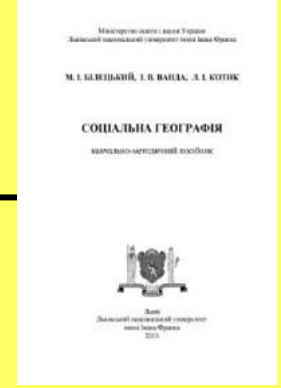 Міністерство освіти і науки України
Львівський національний університет імені Івана Франка
М. І. БІЛЕЦЬКИЙ, І. В. ВАНДА, Л. І. КОТИК
СОЦІАЛЬНА ГЕОГРАФІЯ
навчально-методичний посібник
Львів
Львівський національний університет
імені Івана Франка
2013